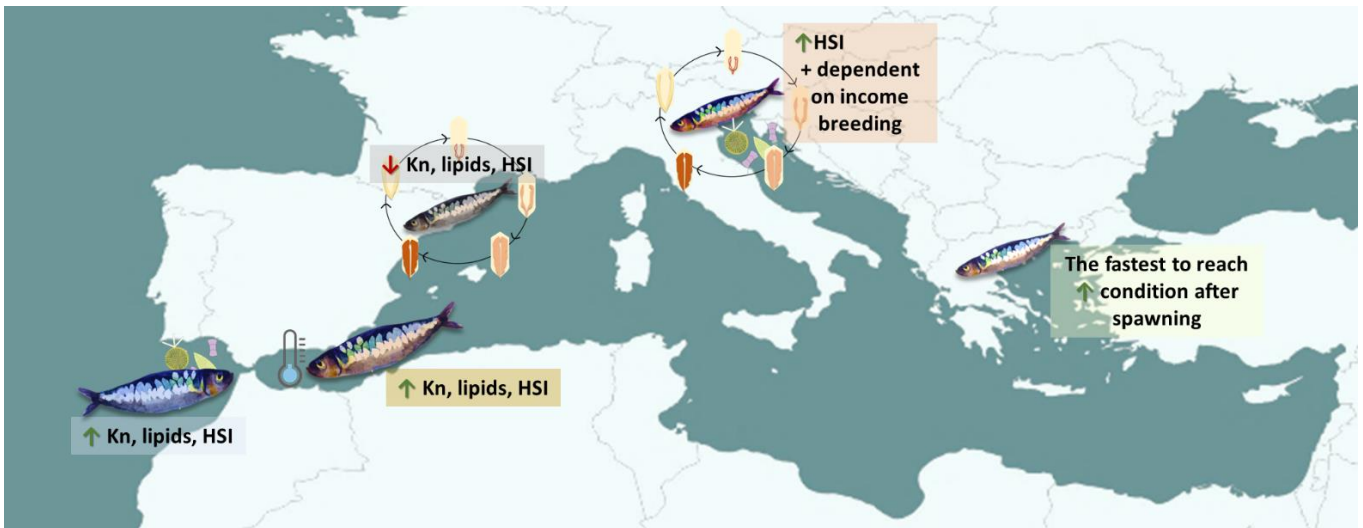 ↑HSI
+ dependent
on income
breeding
↓ Kn, lipids, HSI
The fastest to reach
↑ condition after
spawning
↑ Kn, lipids, HSI
↑ Kn, lipids, HSI